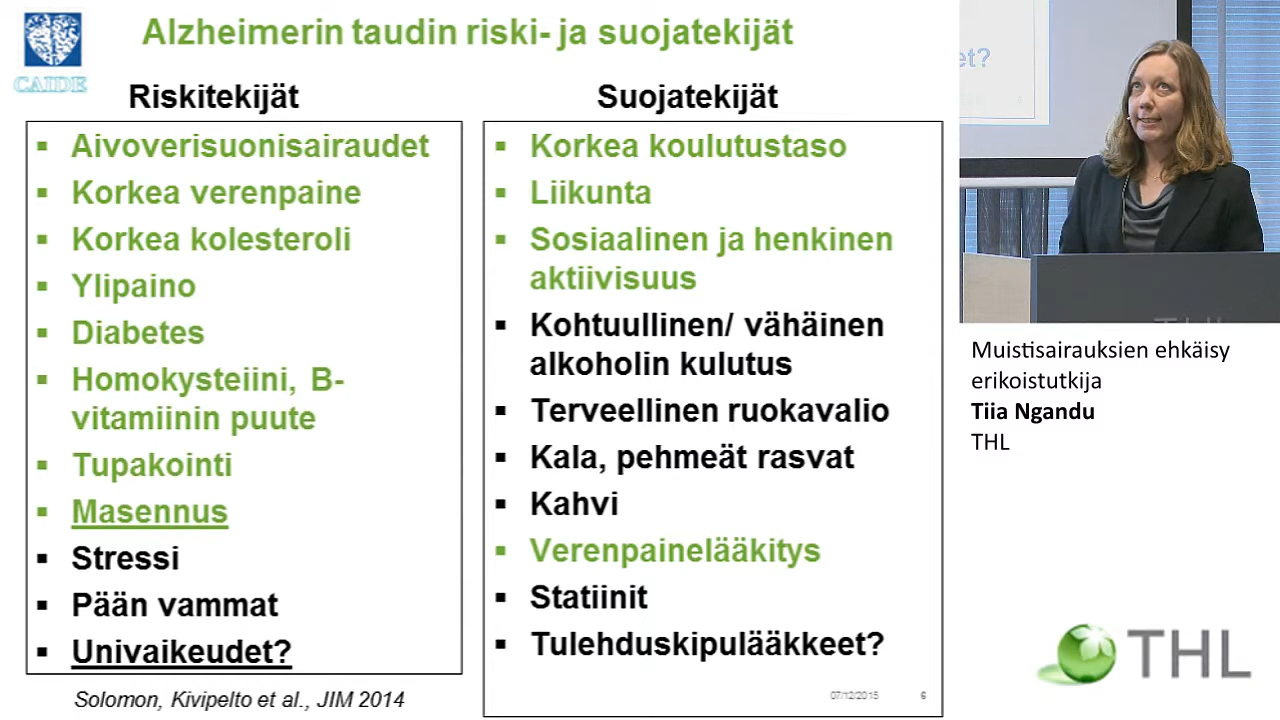 Alzheimerin taudin riski- ja suojatekijät
CAIDE
Riskitekijät
▪ Aivoverisuonisairaudet
▪ Korkea verenpaine
▪ Korkea kolesteroli
▪ Ylipaino
▪ Diabetes
▪ Homokysteiini, B-
vitamiinin puute
▪ Tupakointi
▪ Masennus
▪ Stressi
▪ Pään vammat
▪ Univaikeudet?
Solomon, Kivipelto et al., JIM 2014
Suojatekijät
▪ Korkea koulutustaso
▪ Liikunta
▪ Sosiaalinen ja henkinen
aktiivisuus
▪ Kohtuullinen/ vähäinen
alkoholin kulutus
▪ Terveellinen ruokavalio
▪ Kala, pehmeät rasvat
▪ Kahvi
▪ Verenpainelääkitys
▪ Statiinit
▪ Tulehduskipulääkkeet?
07/12/2015 6
et?
THL
Muistisairauksien ehkäisy
erikoistutkija
Tiia Ngandu
THL
THL